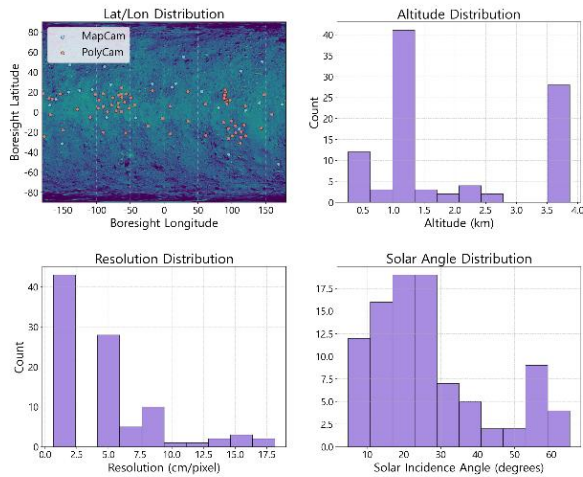 Lat/Lon Distribution
MapCam
PolyCam
Boresight Latitude
80
60
40
20
0
-20
-40
-60
-80
-150 -100 -50 0 50 100 150
Boresight Longitude
Altitude Distribution
Count
40
35
30
25
20
15
10
5
0
0.5 1.0 1.5 2.0 2.5 3.0 3.5 4.0
Altitude (km)
Resolution Distribution
Count
40
30
20
10
0
0.0 2.5 5.0 7.5 10.0 12.5 15.0 17.5
Resolution (cm/pixel)
Solar Angle Distribution
17.5
15.0
12.5
10.0
7.5
5.0
2.5
0.0
10 20 30 40 50 60
Solar Incidence Angle (degrees)